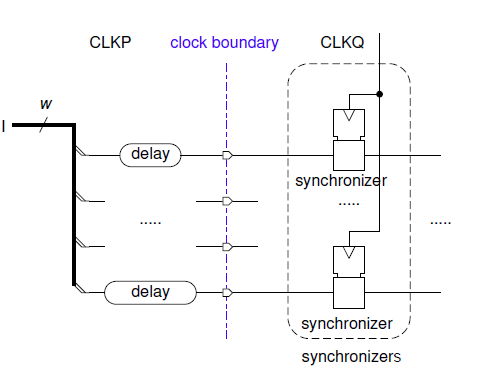 CLKP clock boundary CLKQ
w
I
delay
synchronizer
.....
..... .....
delay
synchronizer
synchronizers